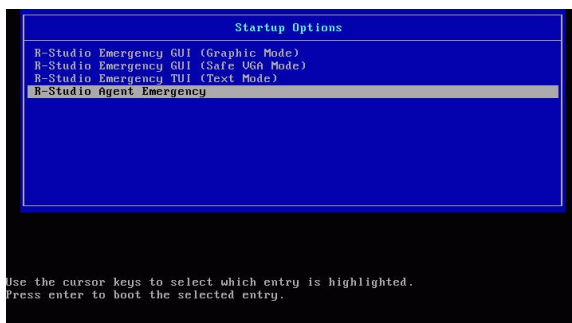 Startup Options
R-Studio Emergency GUI (Graphic Mode)
R-Studio Emergency GUI (Safe VGA Mode)
R-Studio Emergency TUI (Text Mode)
R-Studio Agent Emergency
Use the cursor keys to select which entry is highlighted.
Press enter to boot the selected entry.